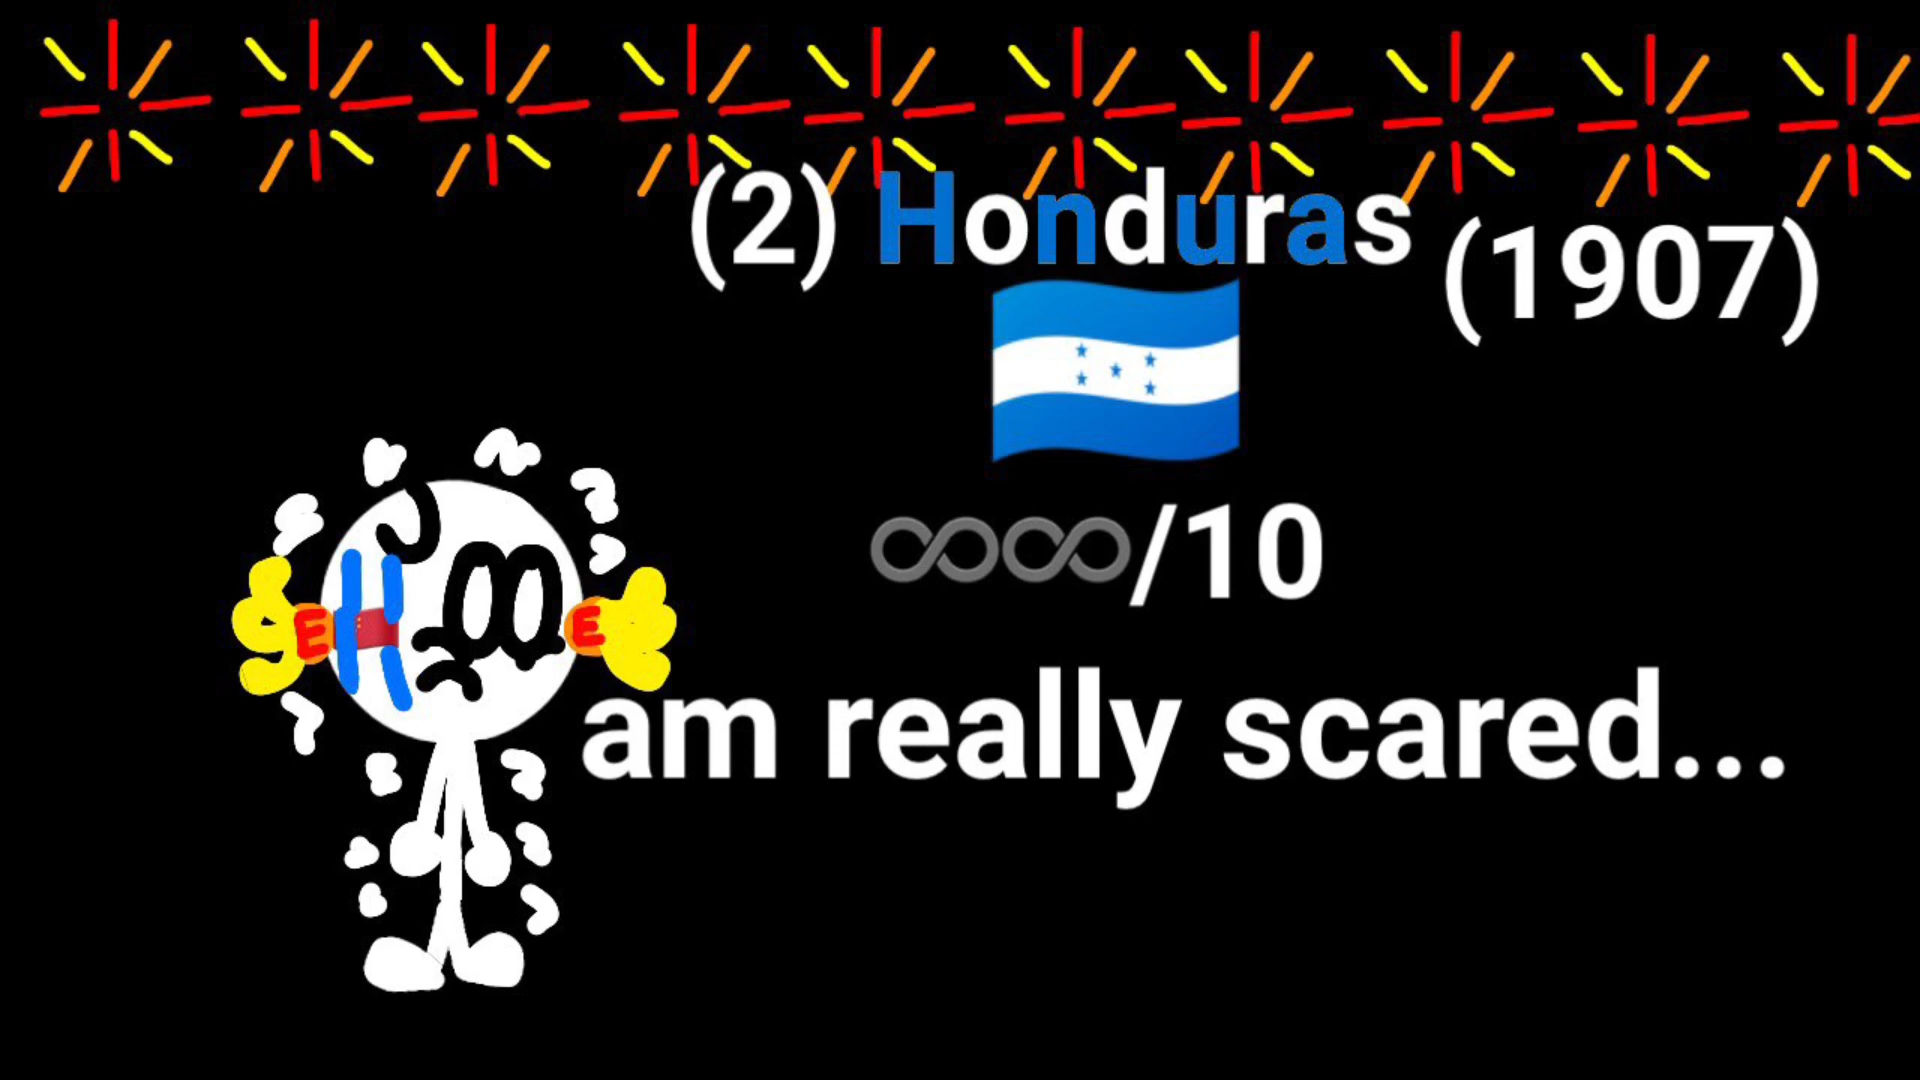 (2) Honduras (1907)
∞∞/10
E H E
am really scared...